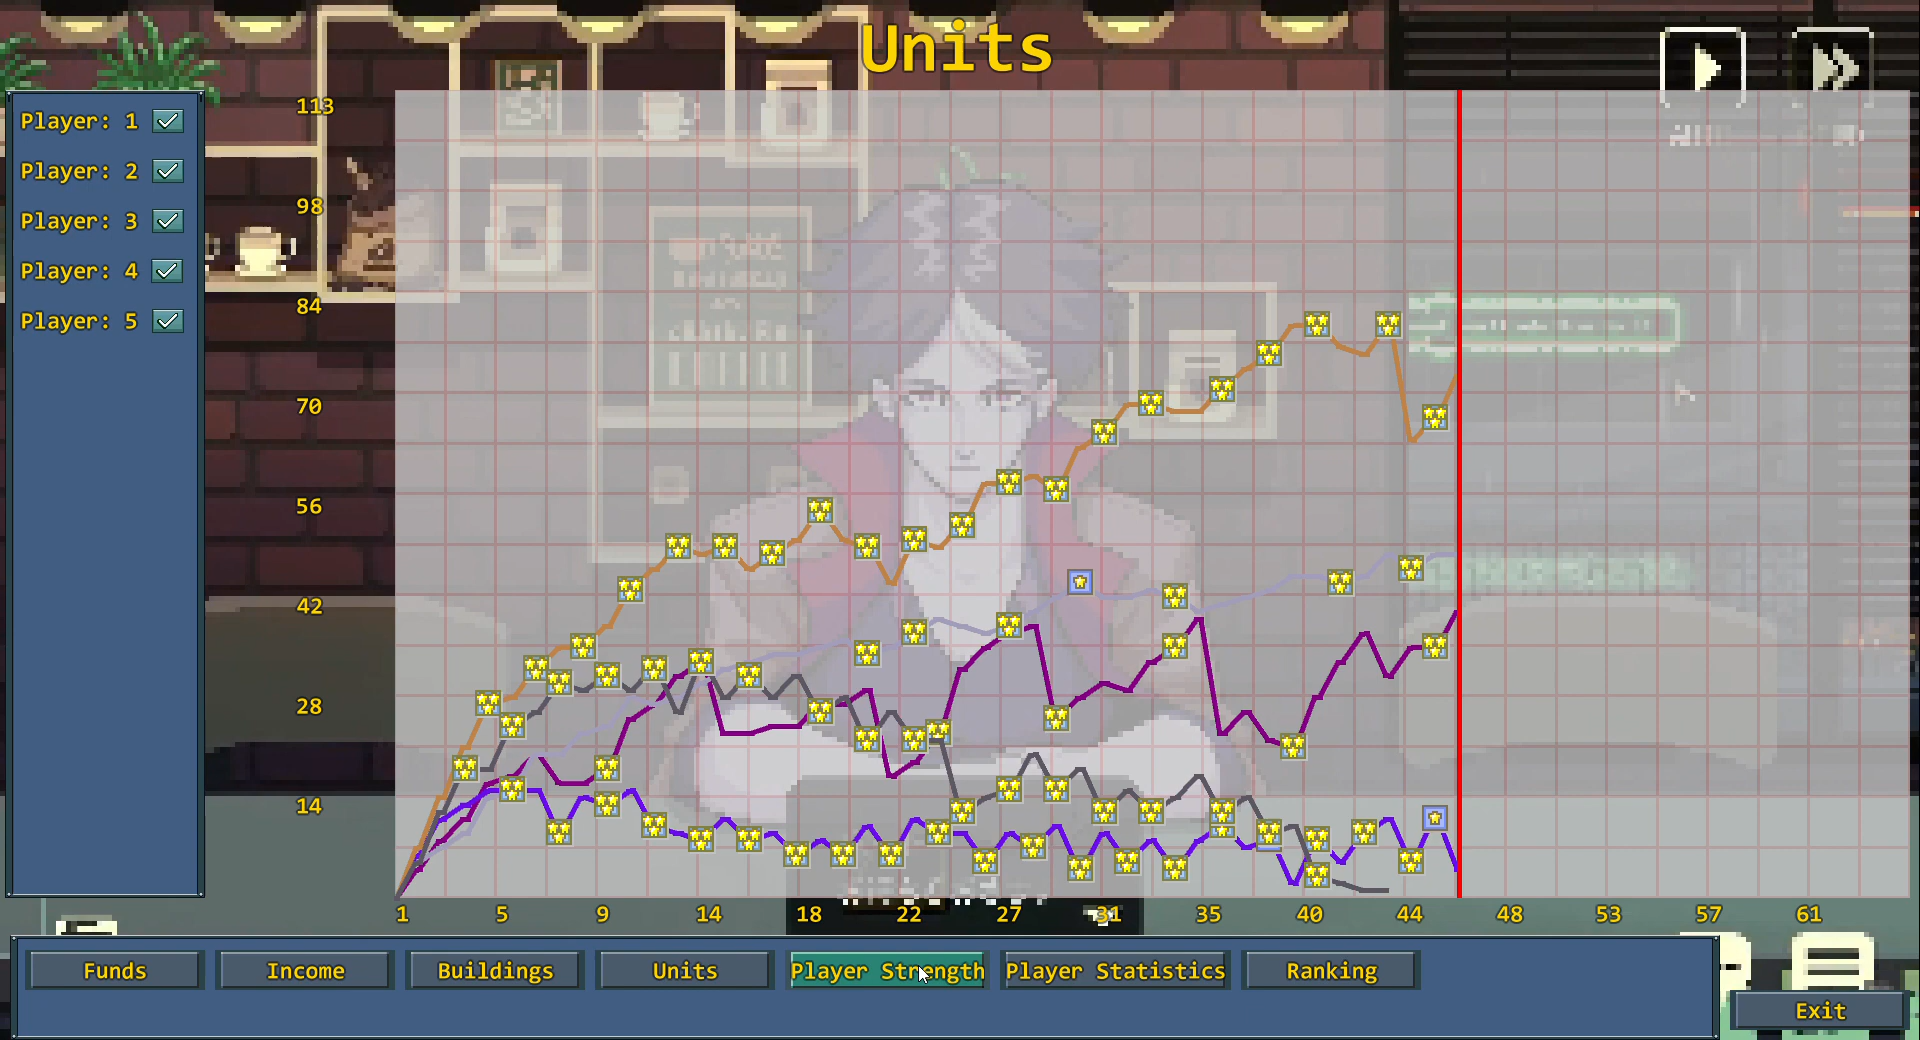 Units
Player: 1
Player: 2
Player: 3
Player: 4
Player: 5
113
98
84
70
56
42
28
14
1 5 9 14 18 22 27 31 35 40 44 48 53 57 61
Funds Income Buildings Units Player Strength Player Statistics Ranking
Exit